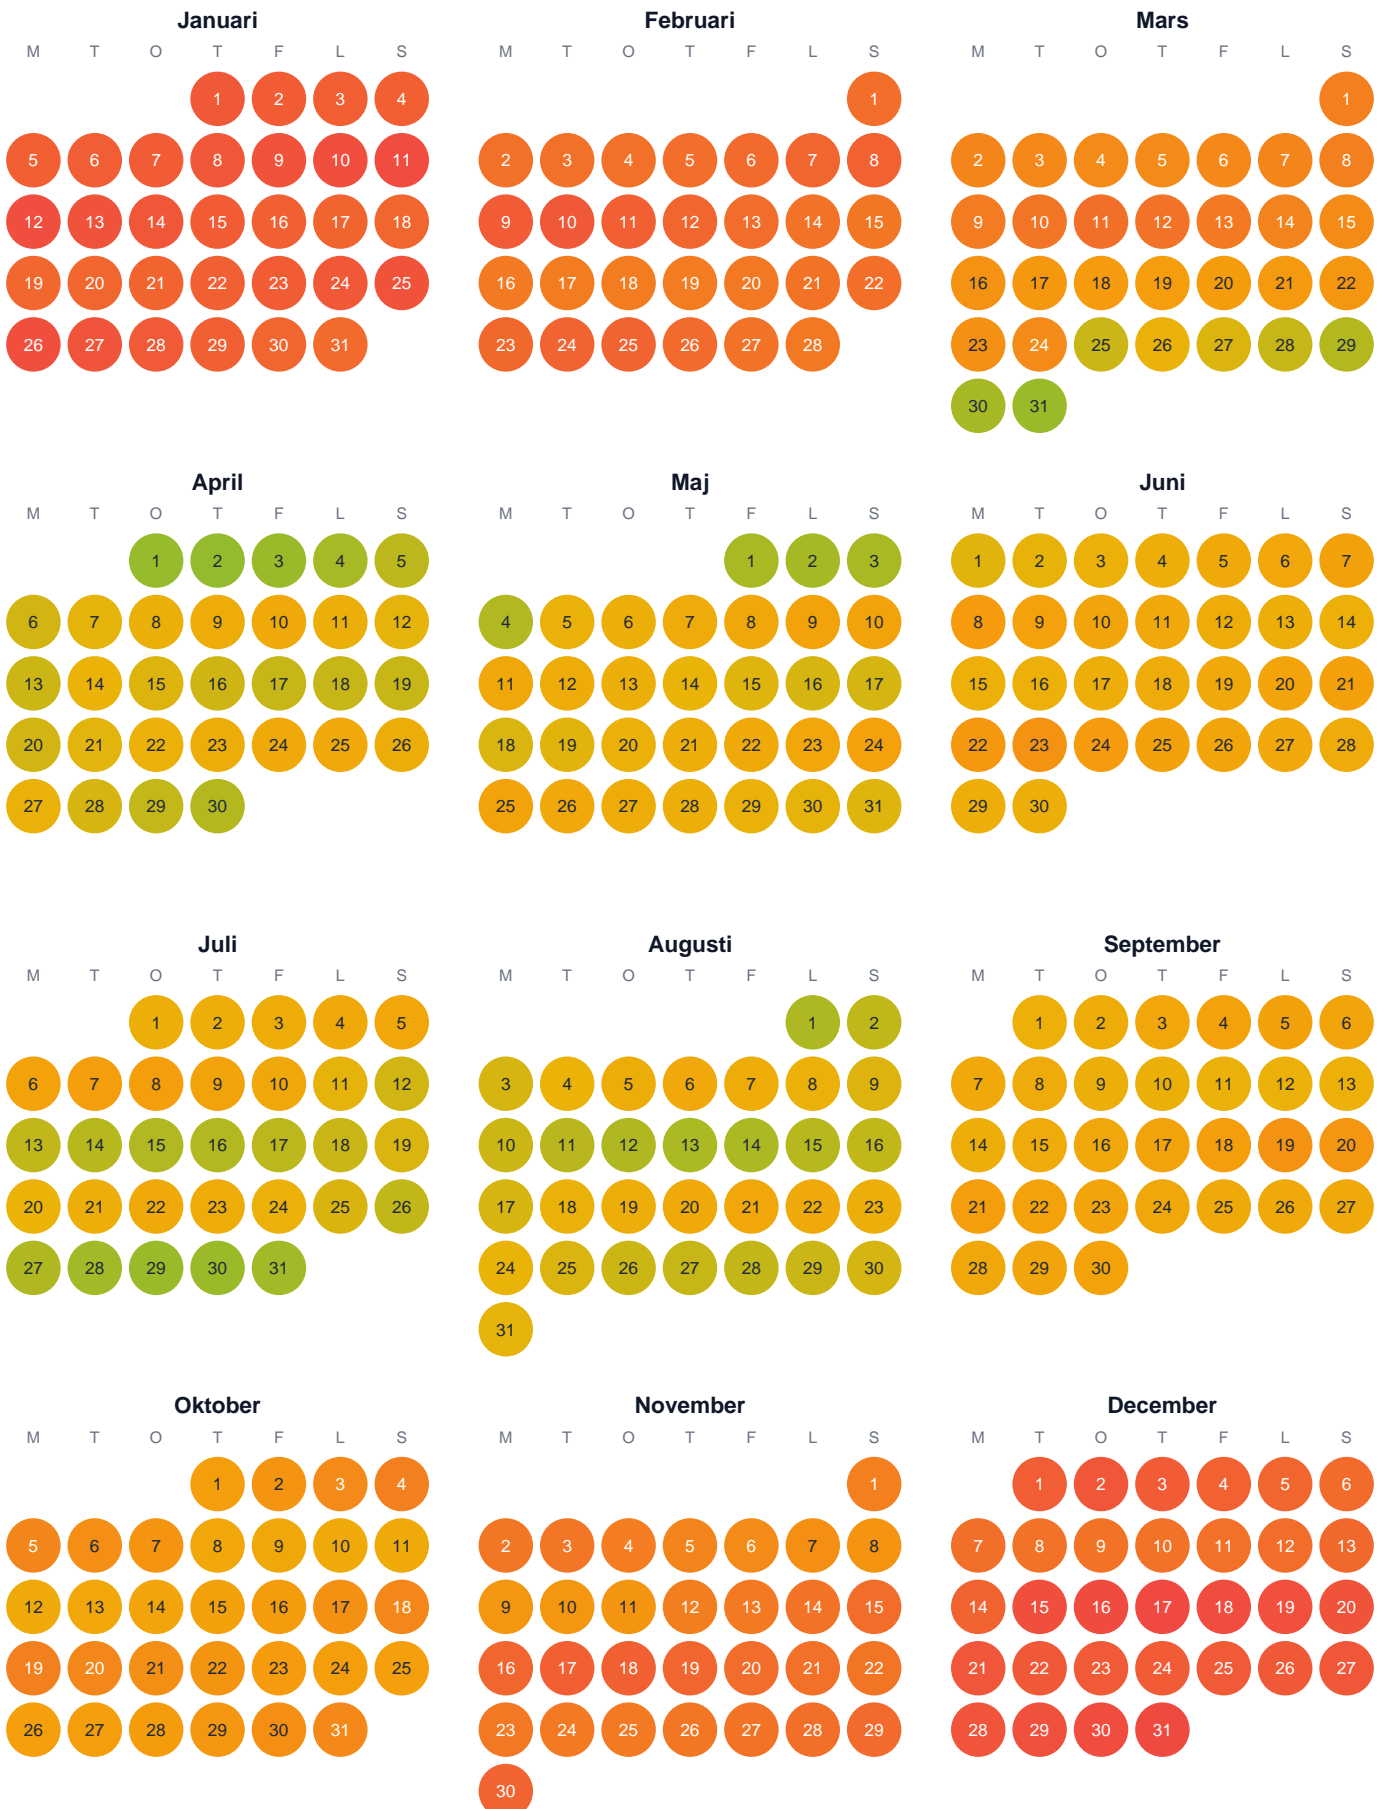 Januari Februari Mars
M T O T F L S M T O T F L S M T O T F L S
1 2 3 4 1 1
5 6 7 8 9 10 11 2 3 4 5 6 7 8 2 3 4 5 6 7 8
12 13 14 15 16 17 18 9 10 11 12 13 14 15 9 10 11 12 13 14 15
19 20 21 22 23 24 25 16 17 18 19 20 21 22 16 17 18 19 20 21 22
26 27 28 29 30 31 23 24 25 26 27 28 23 24 25 26 27 28 29
30 31
April Maj Juni
M T O T F L S M T O T F L S M T O T F L S
1 2 3 4 5 1 2 3 1 2 3 4 5 6 7
6 7 8 9 10 11 12 4 5 6 7 8 9 10 8 9 10 11 12 13 14
13 14 15 16 17 18 19 11 12 13 14 15 16 17 15 16 17 18 19 20 21
20 21 22 23 24 25 26 18 19 20 21 22 23 24 22 23 24 25 26 27 28
27 28 29 30 25 26 27 28 29 30 31 29 30
Juli Augusti September
M T O T F L S M T O T F L S M T O T F L S
1 2 3 4 5 1 2 1 2 3 4 5 6
6 7 8 9 10 11 12 3 4 5 6 7 8 9 7 8 9 10 11 12 13
13 14 15 16 17 18 19 10 11 12 13 14 15 16 14 15 16 17 18 19 20
20 21 22 23 24 25 26 17 18 19 20 21 22 23 21 22 23 24 25 26 27
27 28 29 30 31 24 25 26 27 28 29 30 28 29 30
31
Oktober November December
M T O T F L S M T O T F L S M T O T F L S
1 2 3 4 1 1 2 3 4 5 6
5 6 7 8 9 10 11 2 3 4 5 6 7 8 7 8 9 10 11 12 13
12 13 14 15 16 17 18 9 10 11 12 13 14 15 14 15 16 17 18 19 20
19 20 21 22 23 24 25 16 17 18 19 20 21 22 21 22 23 24 25 26 27
26 27 28 29 30 31 23 24 25 26 27 28 29 28 29 30 31
30